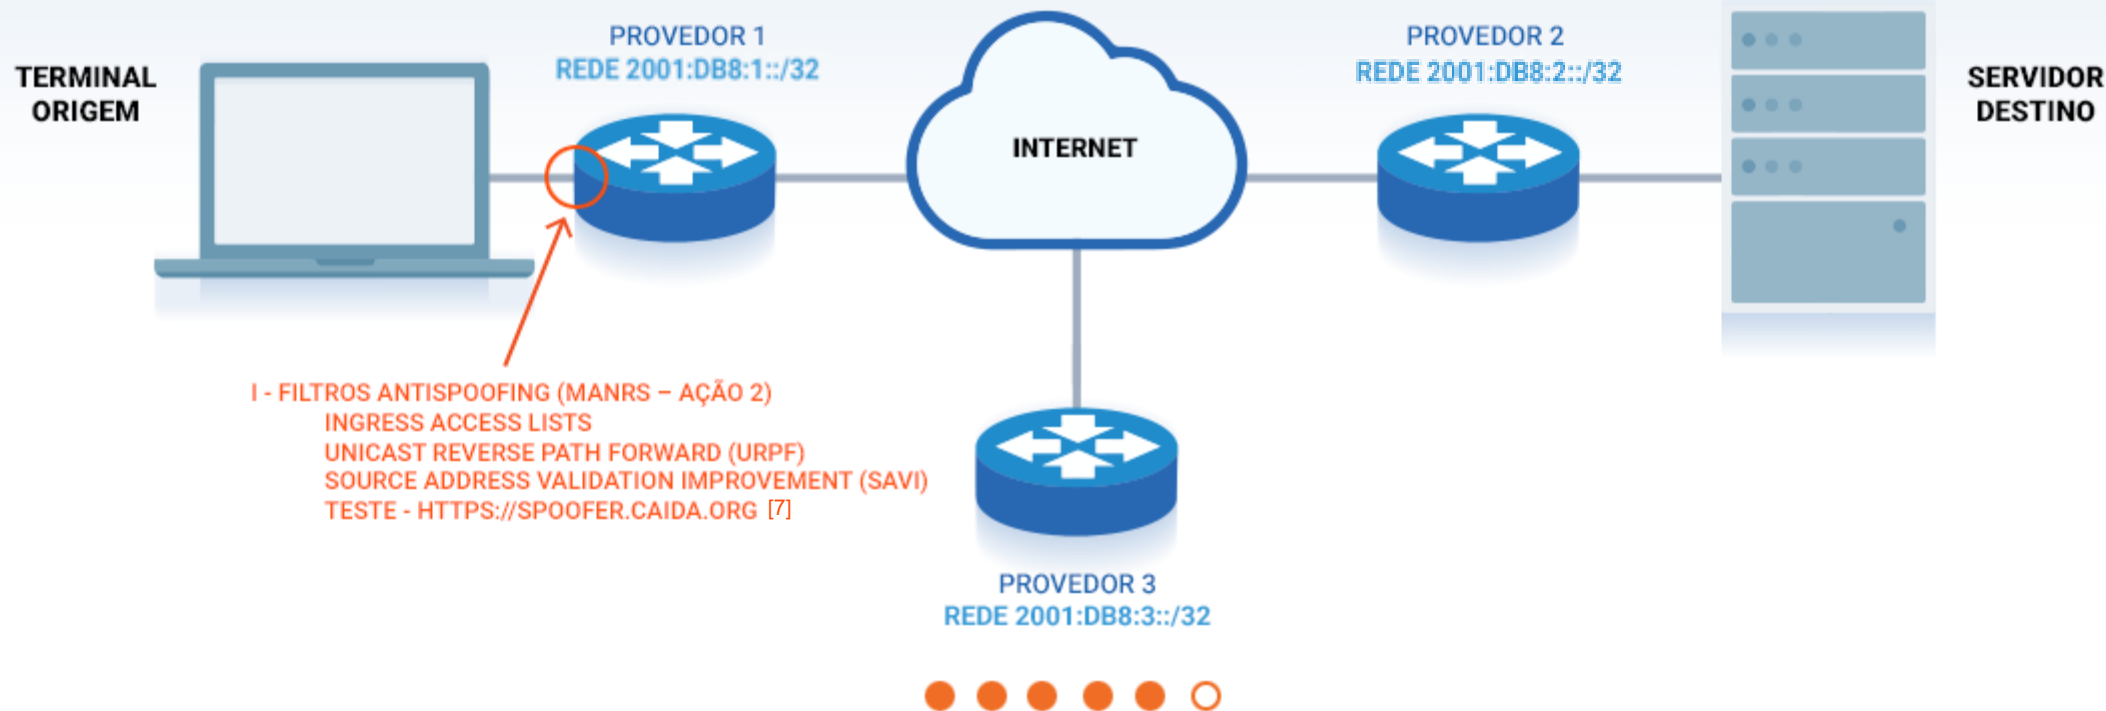 TERMINAL
ORIGEM
PROVEDOR 1
REDE 2001:DB8:1::/32
INTERNET
PROVEDOR 2
REDE 2001:DB8:2::/32
SERVIDOR
DESTINO
I - FILTROS ANTISPOOFING (MANRS – AÇÃO 2)
INGRESS ACCESS LISTS
UNICAST REVERSE PATH FORWARD (URPF)
SOURCE ADDRESS VALIDATION IMPROVEMENT (SAVI)
TESTE - HTTPS://SPOOFER.CAIDA.ORG [7]
PROVEDOR 3
REDE 2001:DB8:3::/32